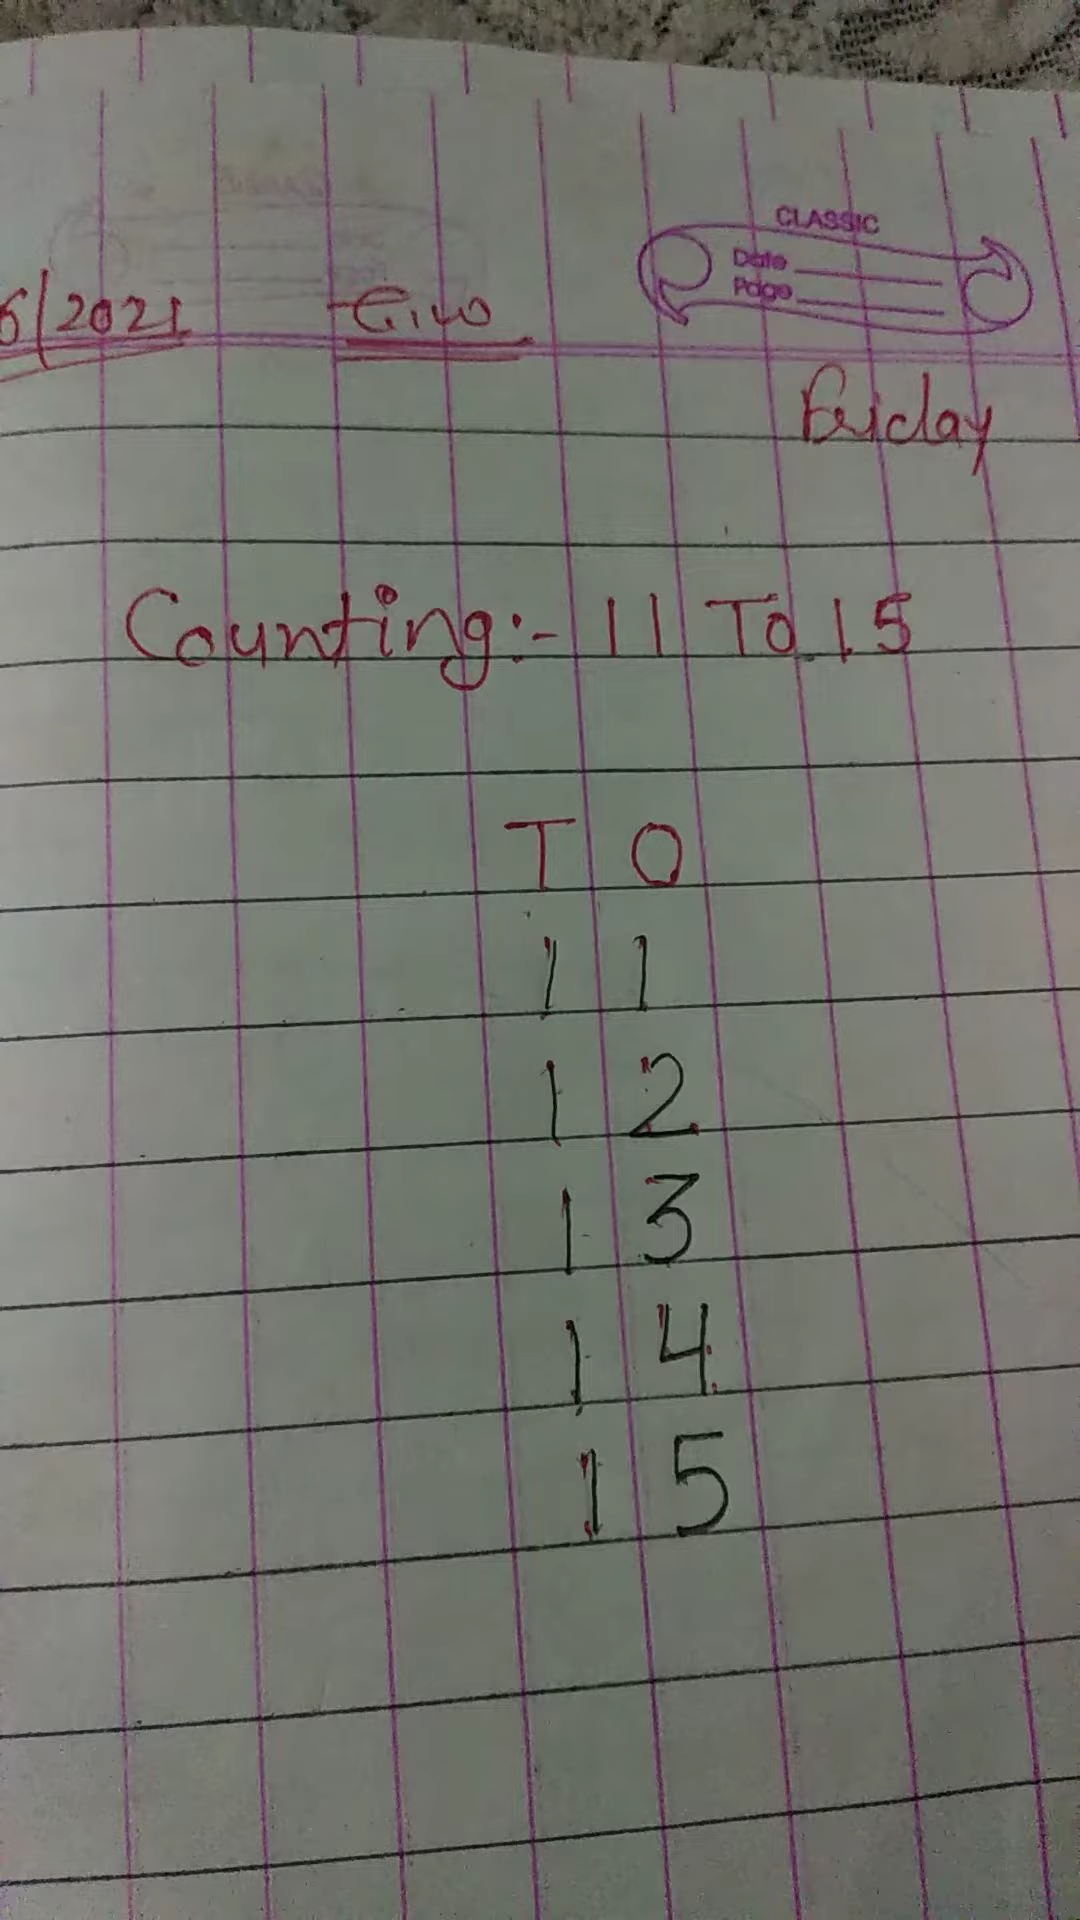 CLASSIC
Date
Page
6/2021 C.W
Friday
Counting:- 11 To 15
T O
1 1
1 2
1 3
1 4
1 5